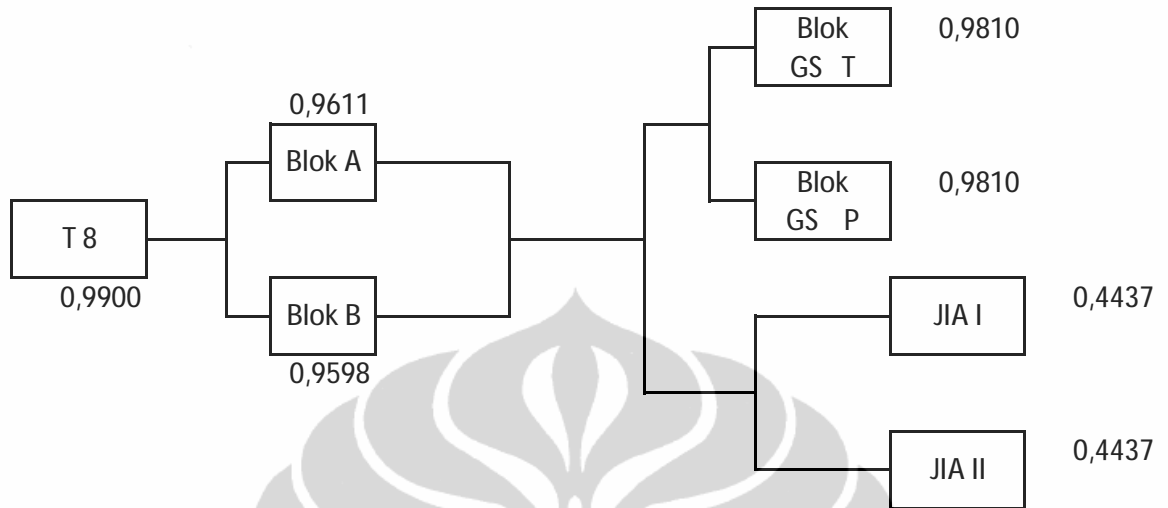 Blok
GS T
0,9810
0,9611
Blok A
Blok
GS P
0,9810
T 8
0,9900
Blok B
0,9598
JIA I
0,4437
JIA II
0,4437